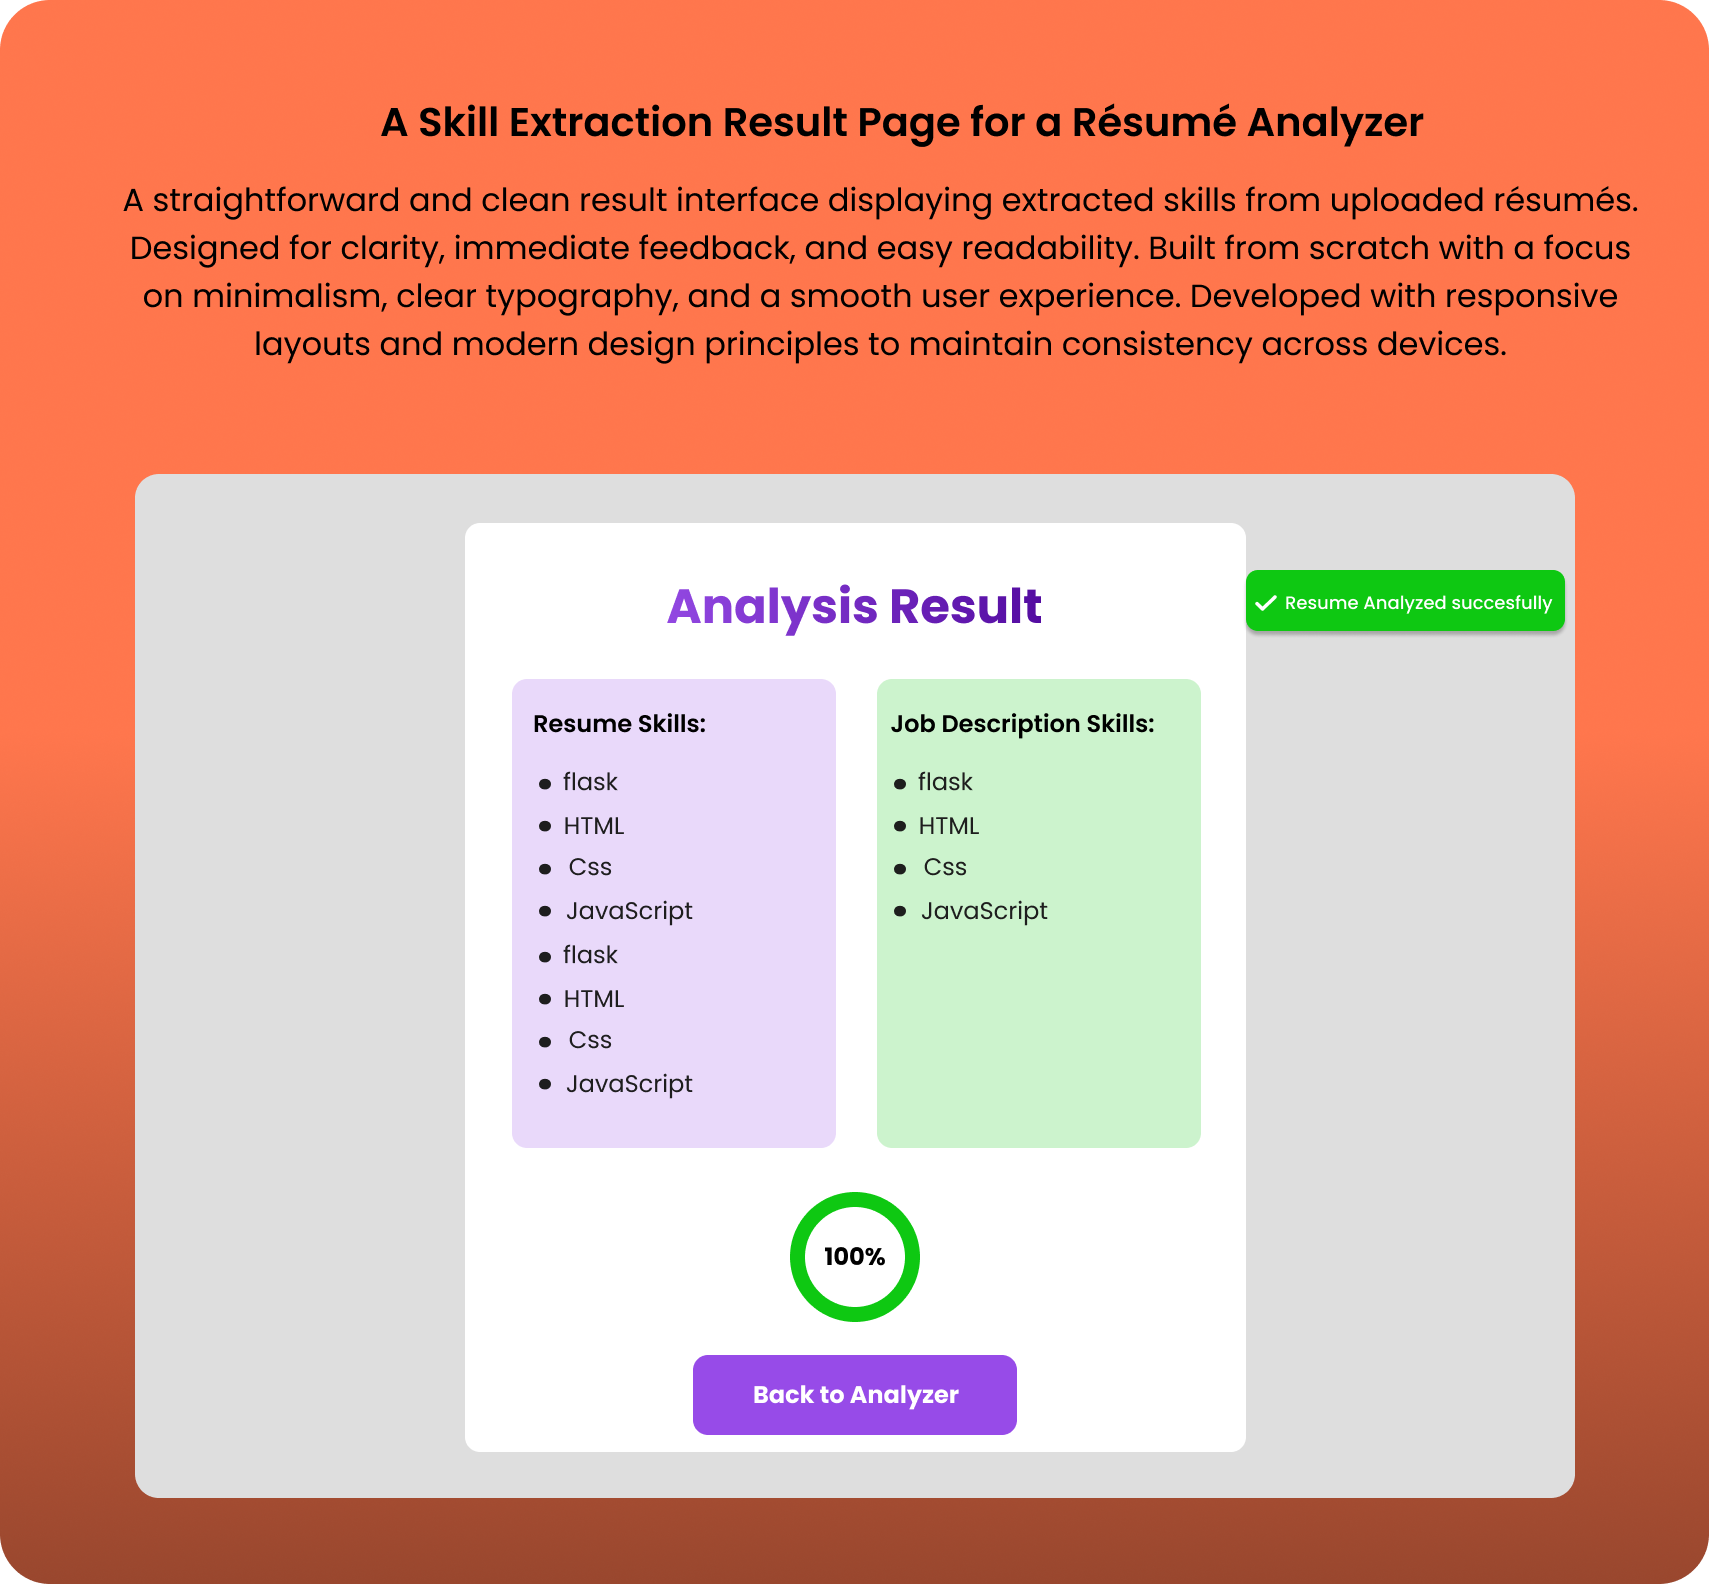 A Skill Extraction Result Page for a Résumé Analyzer
A straightforward and clean result interface displaying extracted skills from uploaded résumés.
Designed for clarity, immediate feedback, and easy readability. Built from scratch with a focus
on minimalism, clear typography, and a smooth user experience. Developed with responsive
layouts and modern design principles to maintain consistency across devices.
Analysis Result
Resume Analyzed succesfully
Resume Skills:
• flask
• HTML
• Css
• JavaScript
• flask
• HTML
• Css
• JavaScript
Job Description Skills:
• flask
• HTML
• Css
• JavaScript
100%
Back to Analyzer